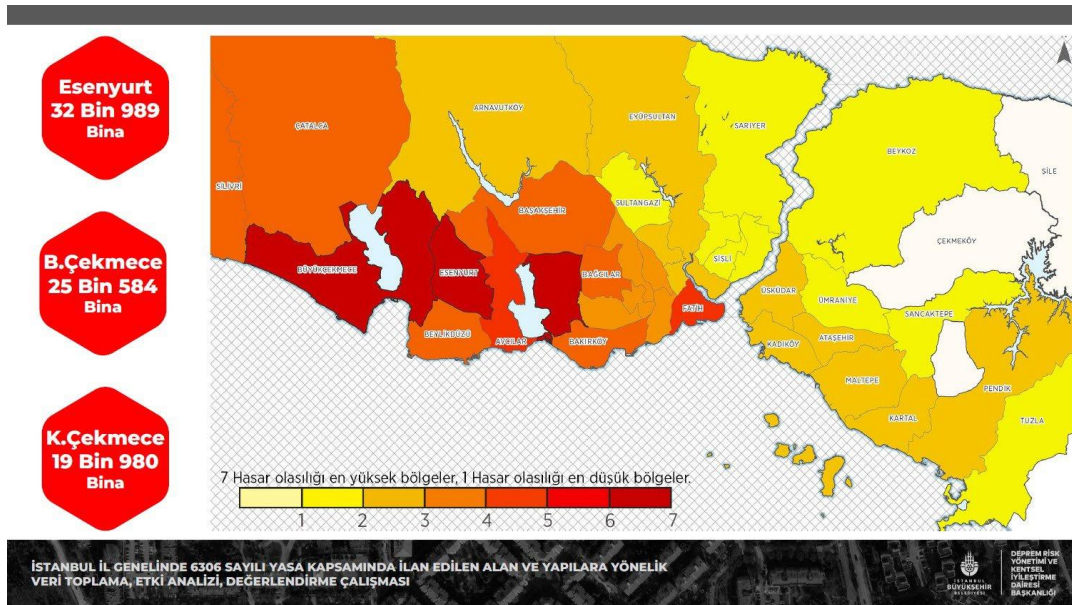 Esenyurt
32 Bin 989
Bina
B.Çekmece
25 Bin 584
Bina
K.Çekmece
19 Bin 980
Bina
ARNAVUTKÖY
EYÜPSULTAN
SARIYER
ÇATALCA
BEYKOZ
ŞİLE
SİLİVRİ
SULTANGAZİ
BAŞAKŞEHİR
ÇEKMEKÖY
BÜYÜKÇEKMECE
ESENYURT
BAĞCILAR
ŞİŞLİ
ÜSKÜDAR
ÜMRANİYE
FATİH
SANCAKTEPE
BEYLİKDÜZÜ
AVCILAR
BAKIRKÖY
KADIKÖY
ATAŞEHİR
MALTEPE
PENDİK
KARTAL
TUZLA
7 Hasar olasılığı en yüksek bölgeler, 1 Hasar olasılığı en düşük bölgeler.
1 2 3 4 5 6 7
İSTANBUL İL GENELİNDE 6306 SAYILI YASA KAPSAMINDA İLAN EDİLEN ALAN VE YAPILARA YÖNELİK
VERİ TOPLAMA, ETKİ ANALİZİ, DEĞERLENDİRME ÇALIŞMASI
İSTANBUL
BÜYÜKŞEHİR
BELEDİYESİ
DEPREM RİSK
YÖNETİMİ VE
KENTSEL
İYİLEŞTİRME
DAİRESİ
BAŞKANLIĞI